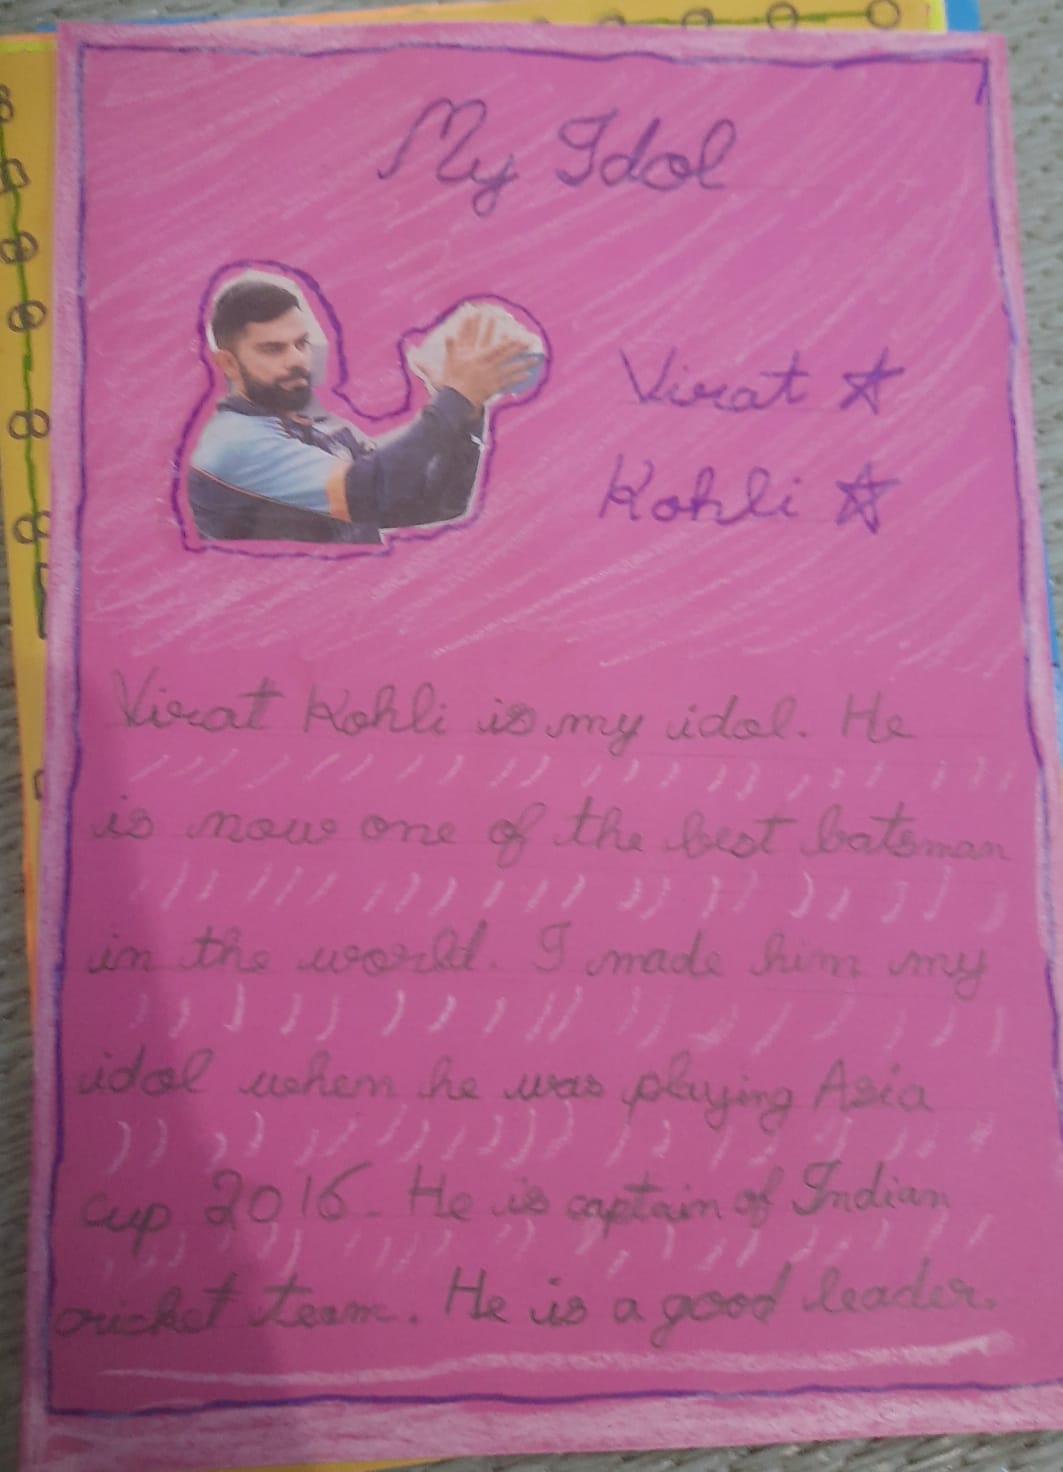 My Idol
Virat ☆
Kohli ☆
Virat Kohli is my idol. He
is now one of the best batsman
in the world. I made him my
idol when he was playing Asia
cup 2016. He is captain of Indian
cricket team. He is a good leader.